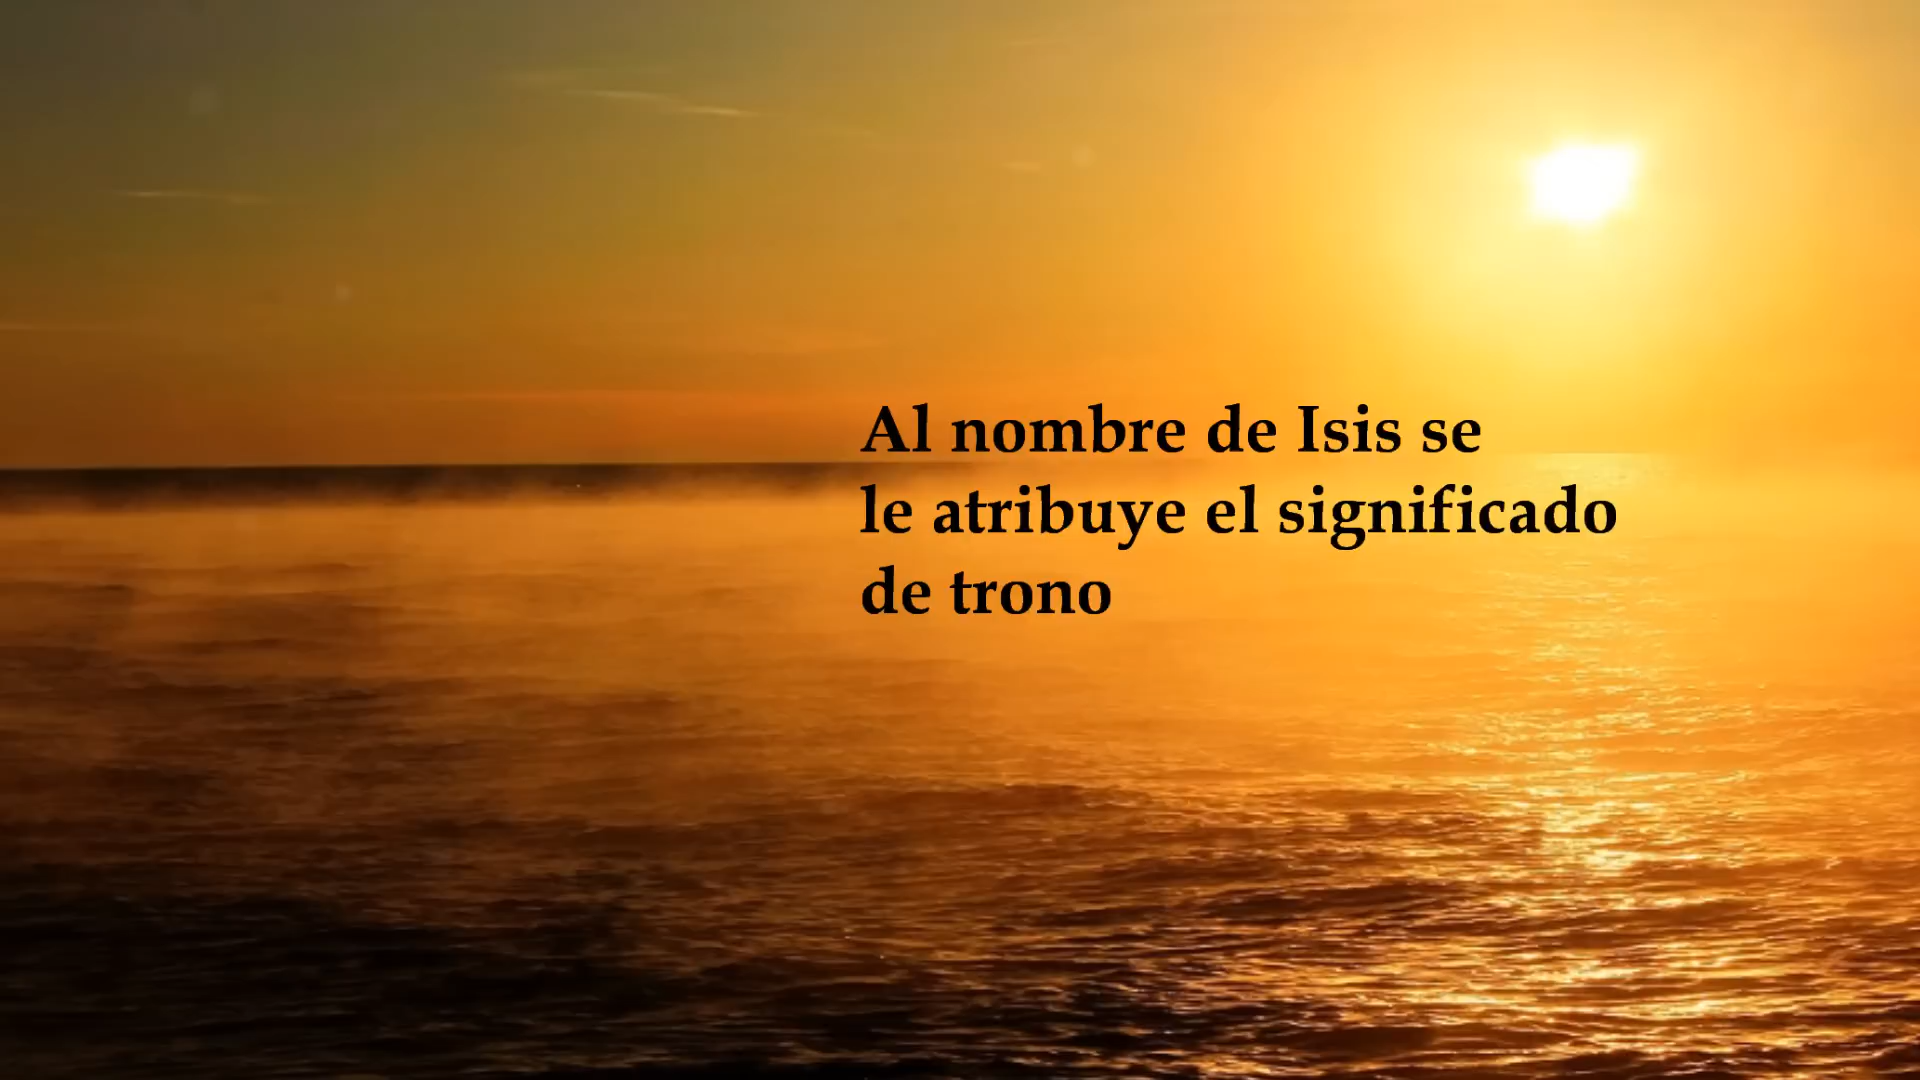 Al nombre de Isis se
le atribuye el significado
de trono